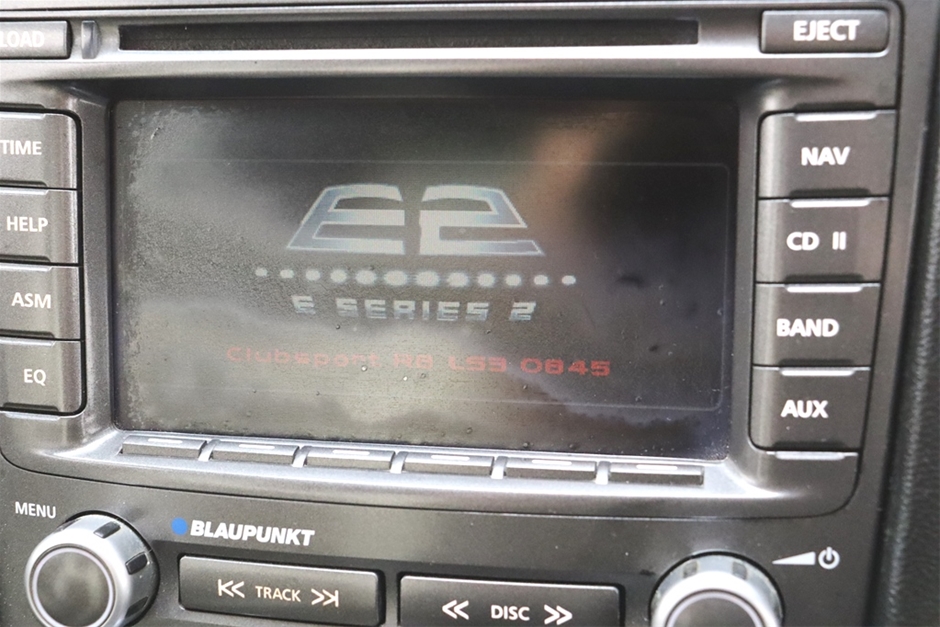 LOAD
EJECT
TIME
NAV
HELP
CD II
ASM
BAND
EQ
AUX
E2
E SERIES 2
Clubsport R8 LS3 0845
MENU
BLAUPUNKT
TRACK
DISC